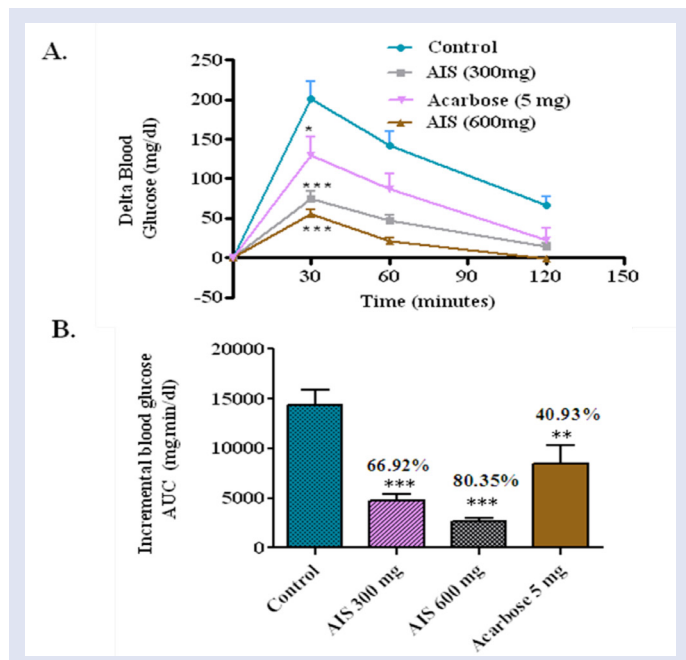 A.
Control
AIS (300mg)
Acarbose (5 mg)
AIS (600mg)
Delta Blood
Glucose (mg/dl)
250
200
150
100
50
0
-50
*
***
***
30
60
90
120
150
Time (minutes)
B.
Incremental blood glucose
AUC (mg.min/dl)
20000
15000
10000
5000
0
66.92%
***
80.35%
***
40.93%
**
Control
AIS 300 mg
AIS 600 mg
Acarbose 5 mg